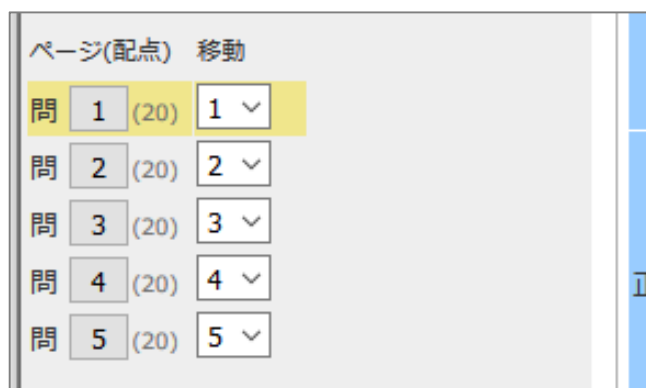 ページ(配点) 移動
問 1 (20) 1
問 2 (20) 2
問 3 (20) 3
問 4 (20) 4
問 5 (20) 5